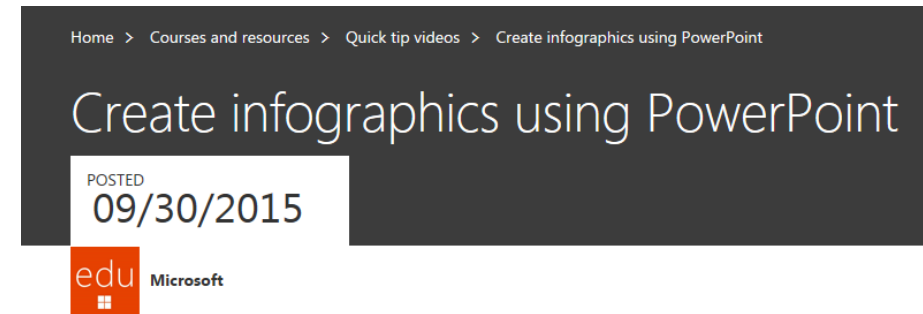 Home > Courses and resources > Quick tip videos > Create infographics using PowerPoint
Create infographics using PowerPoint
POSTED
09/30/2015
edu
Microsoft